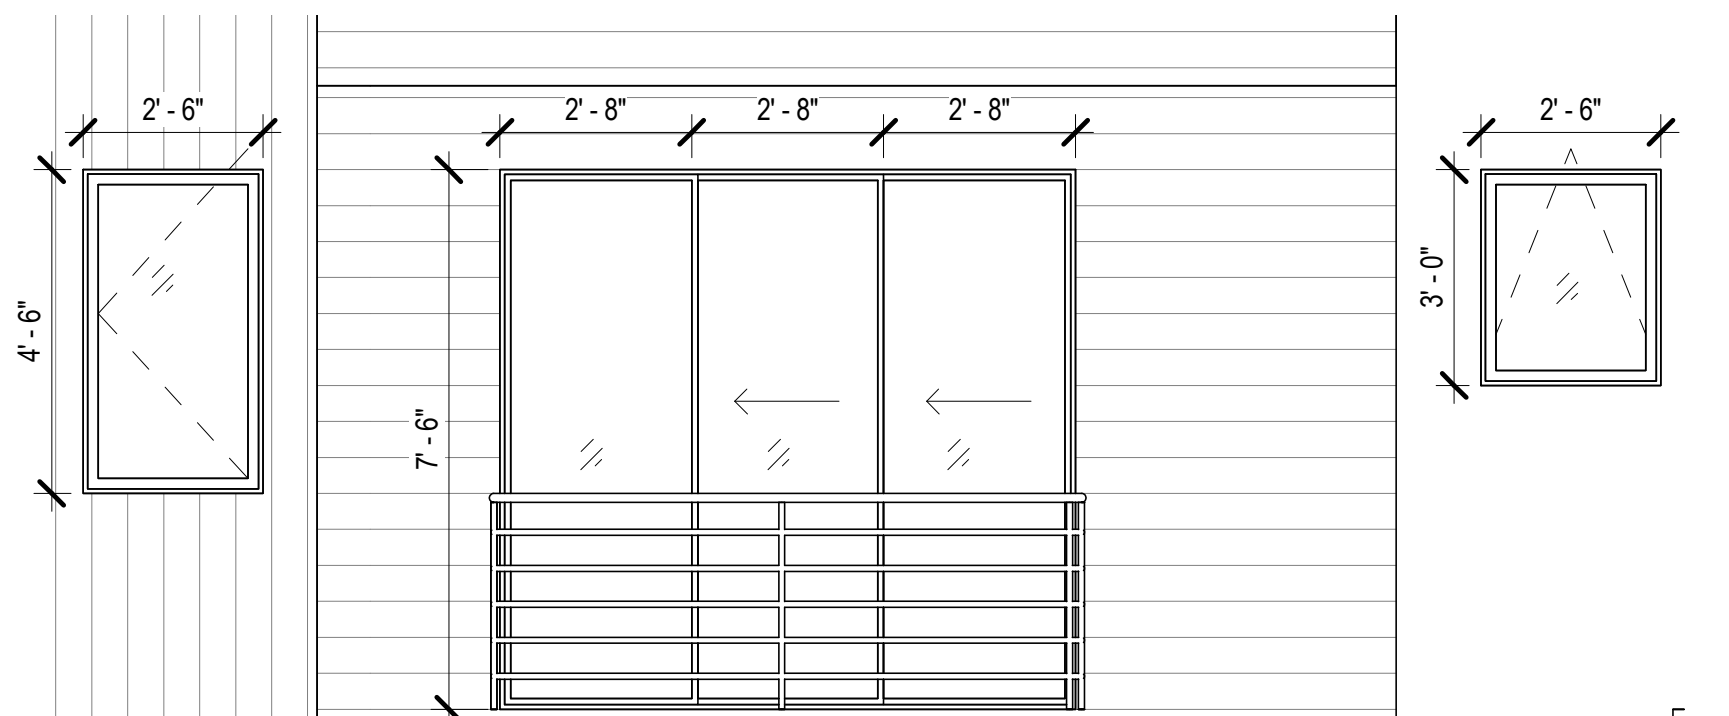 2' - 6"
2' - 8"
2' - 8"
2' - 8"
2' - 6"
4' - 6"
7' - 6"
3' - 0"